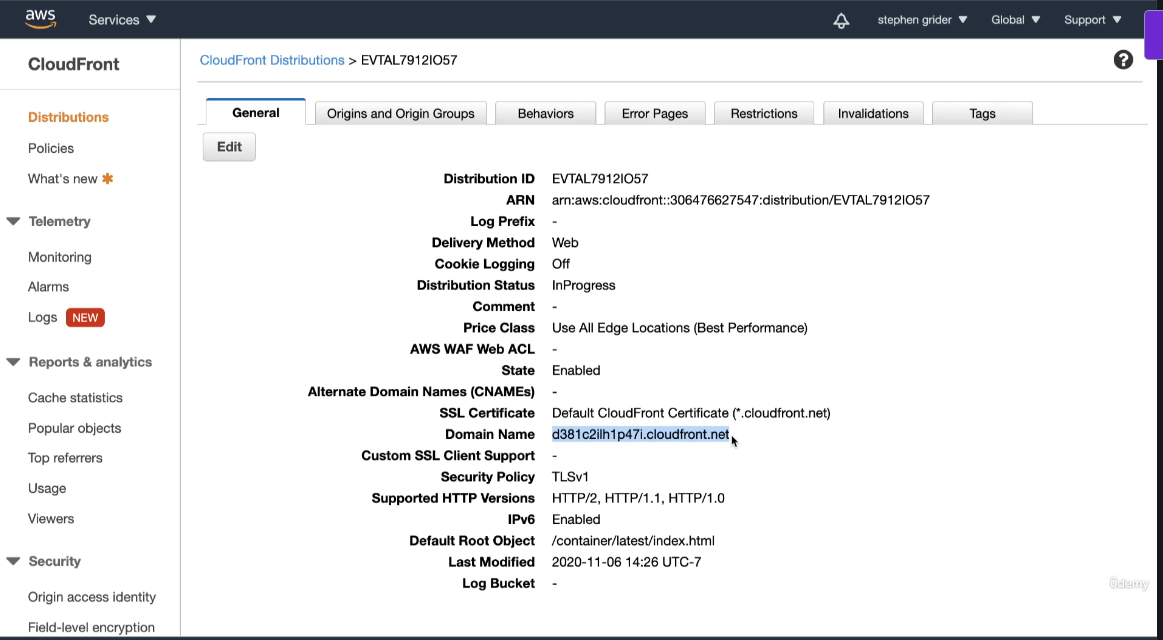 aws Services stephen grider Global Support
CloudFront
CloudFront Distributions > EVTAL7912IO57
?
General Origins and Origin Groups Behaviors Error Pages Restrictions Invalidations Tags
Edit
Distributions
Policies
What's new
Telemetry
Monitoring
Alarms
Logs NEW
Reports & analytics
Cache statistics
Popular objects
Top referrers
Usage
Viewers
Security
Origin access identity
Field-level encryption
Distribution ID EVTAL7912IO57
ARN arn:aws:cloudfront::306476627547:distribution/EVTAL7912IO57
Log Prefix -
Delivery Method Web
Cookie Logging Off
Distribution Status InProgress
Comment -
Price Class Use All Edge Locations (Best Performance)
AWS WAF Web ACL -
State Enabled
Alternate Domain Names (CNAMEs) -
SSL Certificate Default CloudFront Certificate (*.cloudfront.net)
Domain Name d381c2ilh1p47i.cloudfront.net
Custom SSL Client Support -
Security Policy TLSv1
Supported HTTP Versions HTTP/2, HTTP/1.1, HTTP/1.0
IPv6 Enabled
Default Root Object /container/latest/index.html
Last Modified 2020-11-06 14:26 UTC-7
Log Bucket -
Udemy